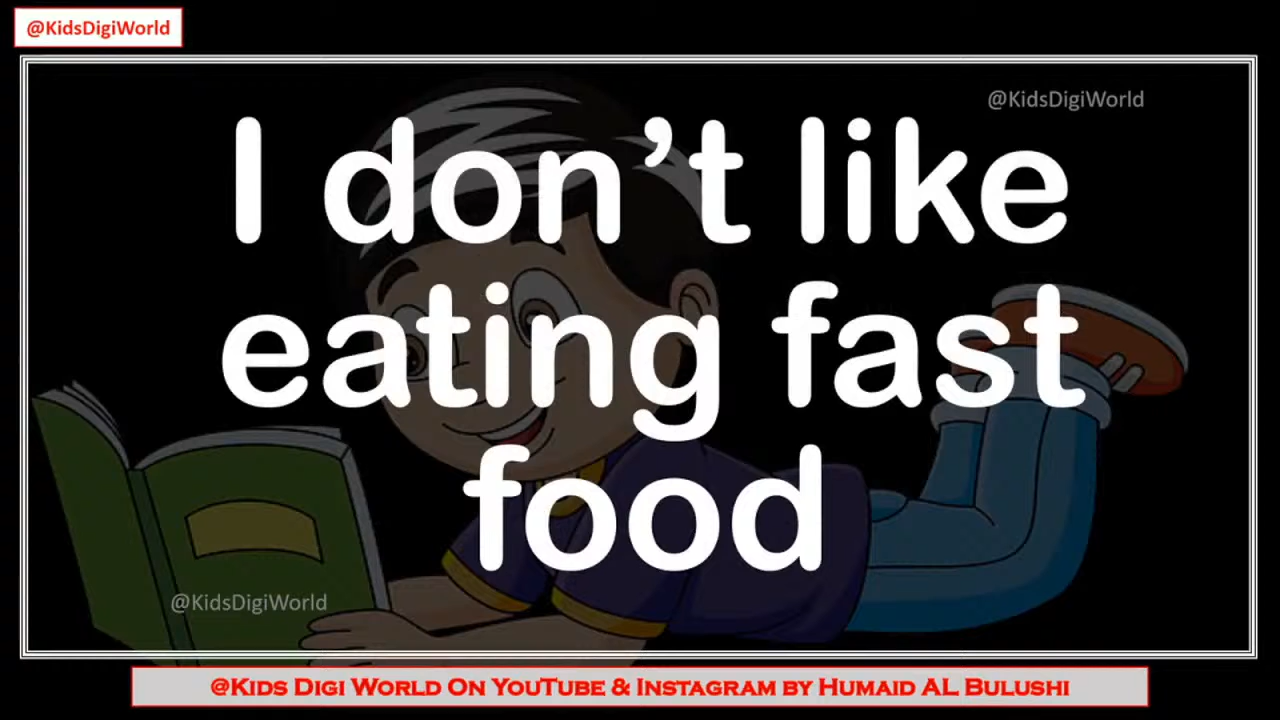 @KidsDigiWorld
@KidsDigiWorld
I don’t like
eating fast
food
@KidsDigiWorld
@Kids Digi World On YouTube & Instagram by Humaid AL Bulushi